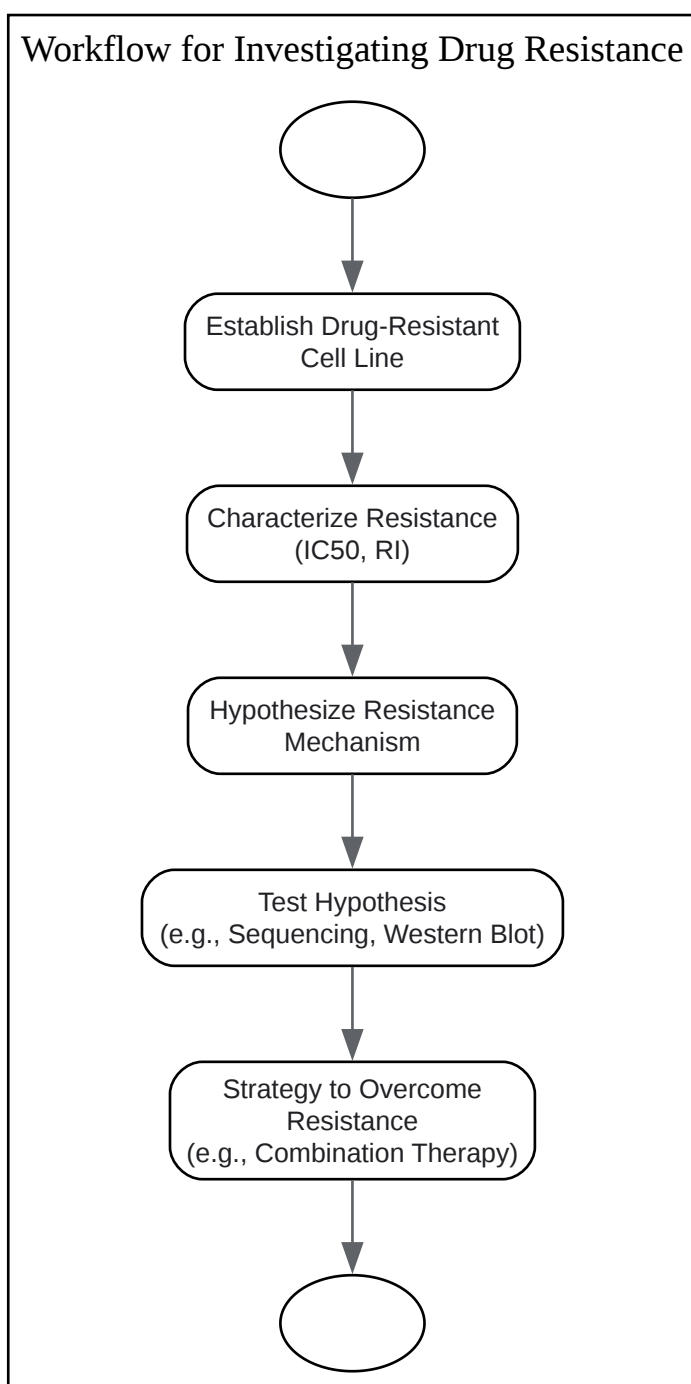 Workflow for Investigating Drug Resistance
Establish Drug-Resistant
Cell Line
Characterize Resistance
(IC50, RI)
Hypothesize Resistance
Mechanism
Test Hypothesis
(e.g., Sequencing, Western Blot)
Strategy to Overcome
Resistance
(e.g., Combination Therapy)